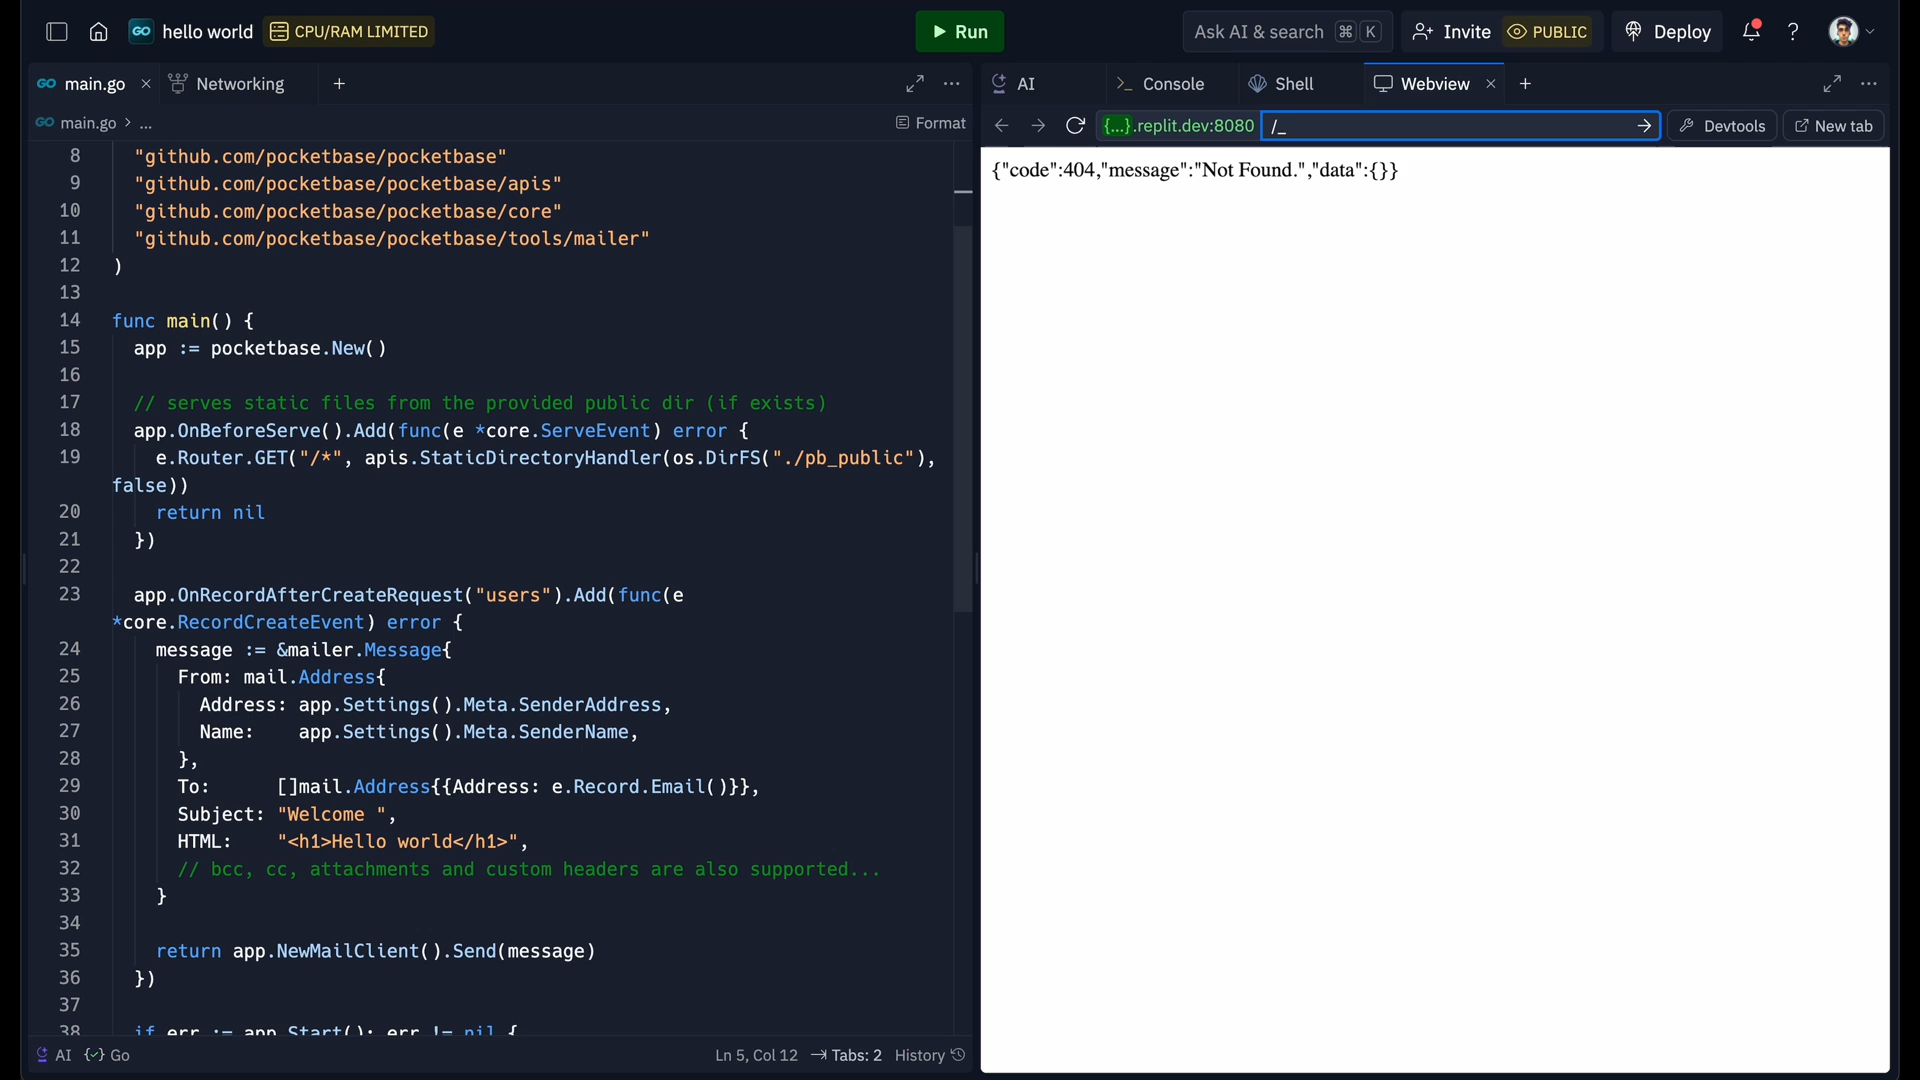 hello world CPU/RAM LIMITED Run Ask AI & search ⌘ K Invite PUBLIC Deploy ?
GO main.go × Networking + ...
GO main.go > ... Format
8 "github.com/pocketbase/pocketbase"
9 "github.com/pocketbase/pocketbase/apis"
10 "github.com/pocketbase/pocketbase/core"
11 "github.com/pocketbase/pocketbase/tools/mailer"
12 )
13
14 func main() {
15 app := pocketbase.New()
16
17 // serves static files from the provided public dir (if exists)
18 app.OnBeforeServe().Add(func(e *core.ServeEvent) error {
19 e.Router.GET("/*", apis.StaticDirectoryHandler(os.DirFS("./pb_public"),
false))
20 return nil
21 })
22
23 app.OnRecordAfterCreateRequest("users").Add(func(e
*core.RecordCreateEvent) error {
24 message := &mailer.Message{
25 From: mail.Address{
26 Address: app.Settings().Meta.SenderAddress,
27 Name: app.Settings().Meta.SenderName,
28 },
29 To: []mail.Address{{Address: e.Record.Email()}},
30 Subject: "Welcome ",
31 HTML: "<h1>Hello world</h1>",
32 // bcc, cc, attachments and custom headers are also supported...
33 }
34
35 return app.NewMailClient().Send(message)
36 })
37
38 if err := app.Start(); err != nil {
AI {✓} Go Ln 5, Col 12 Tabs: 2 History
AI >_ Console Shell Webview × + ...
{...}.replit.dev:8080 /_ → Devtools New tab
{"code":404,"message":"Not Found.","data":{}}